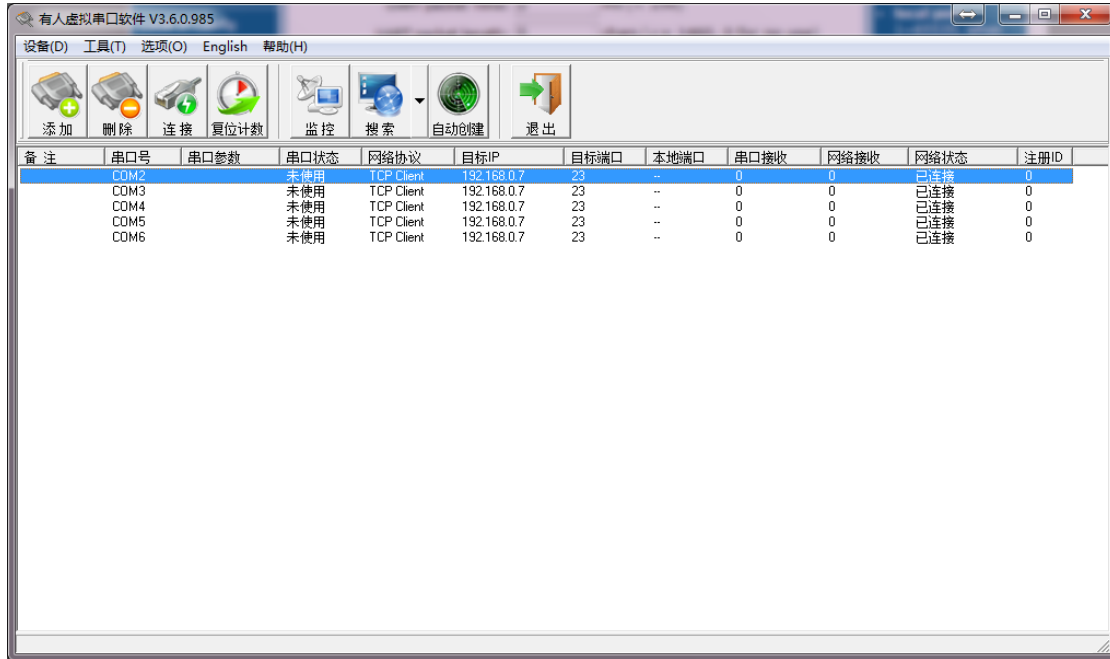 有人虚拟串口软件 V3.6.0.985
设备(D) 工具(T) 选项(O) English 帮助(H)
添加 删除 连接 复位计数 监控 搜索 自动创建 退出
备注 串口号 串口参数 串口状态 网络协议 目标IP 目标端口 本地端口 串口接收 网络接收 网络状态 注册ID
COM2 未使用 TCP Client 192.168.0.7 23 -- 0 0 已连接 0
COM3 未使用 TCP Client 192.168.0.7 23 -- 0 0 已连接 0
COM4 未使用 TCP Client 192.168.0.7 23 -- 0 0 已连接 0
COM5 未使用 TCP Client 192.168.0.7 23 -- 0 0 已连接 0
COM6 未使用 TCP Client 192.168.0.7 23 -- 0 0 已连接 0